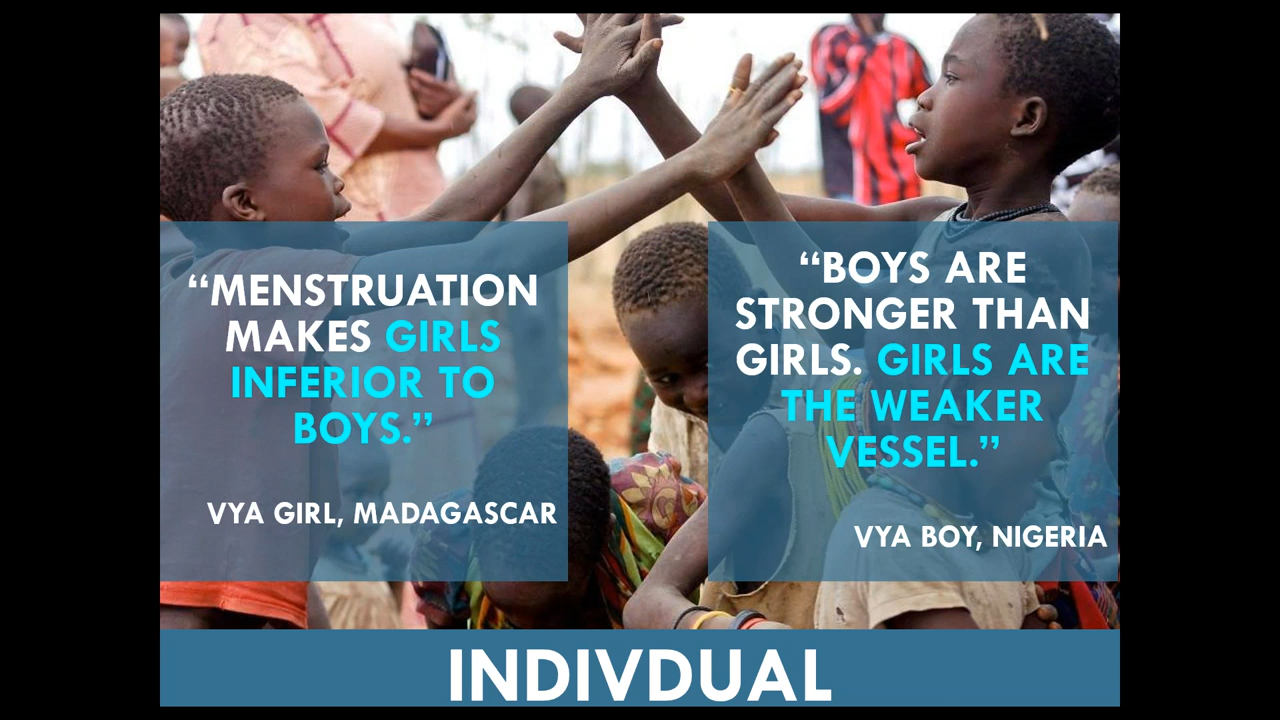 “MENSTRUATION
MAKES GIRLS
INFERIOR TO
BOYS.”
VYA GIRL, MADAGASCAR
“BOYS ARE
STRONGER THAN
GIRLS. GIRLS ARE
THE WEAKER
VESSEL.”
VYA BOY, NIGERIA
INDIVDUAL